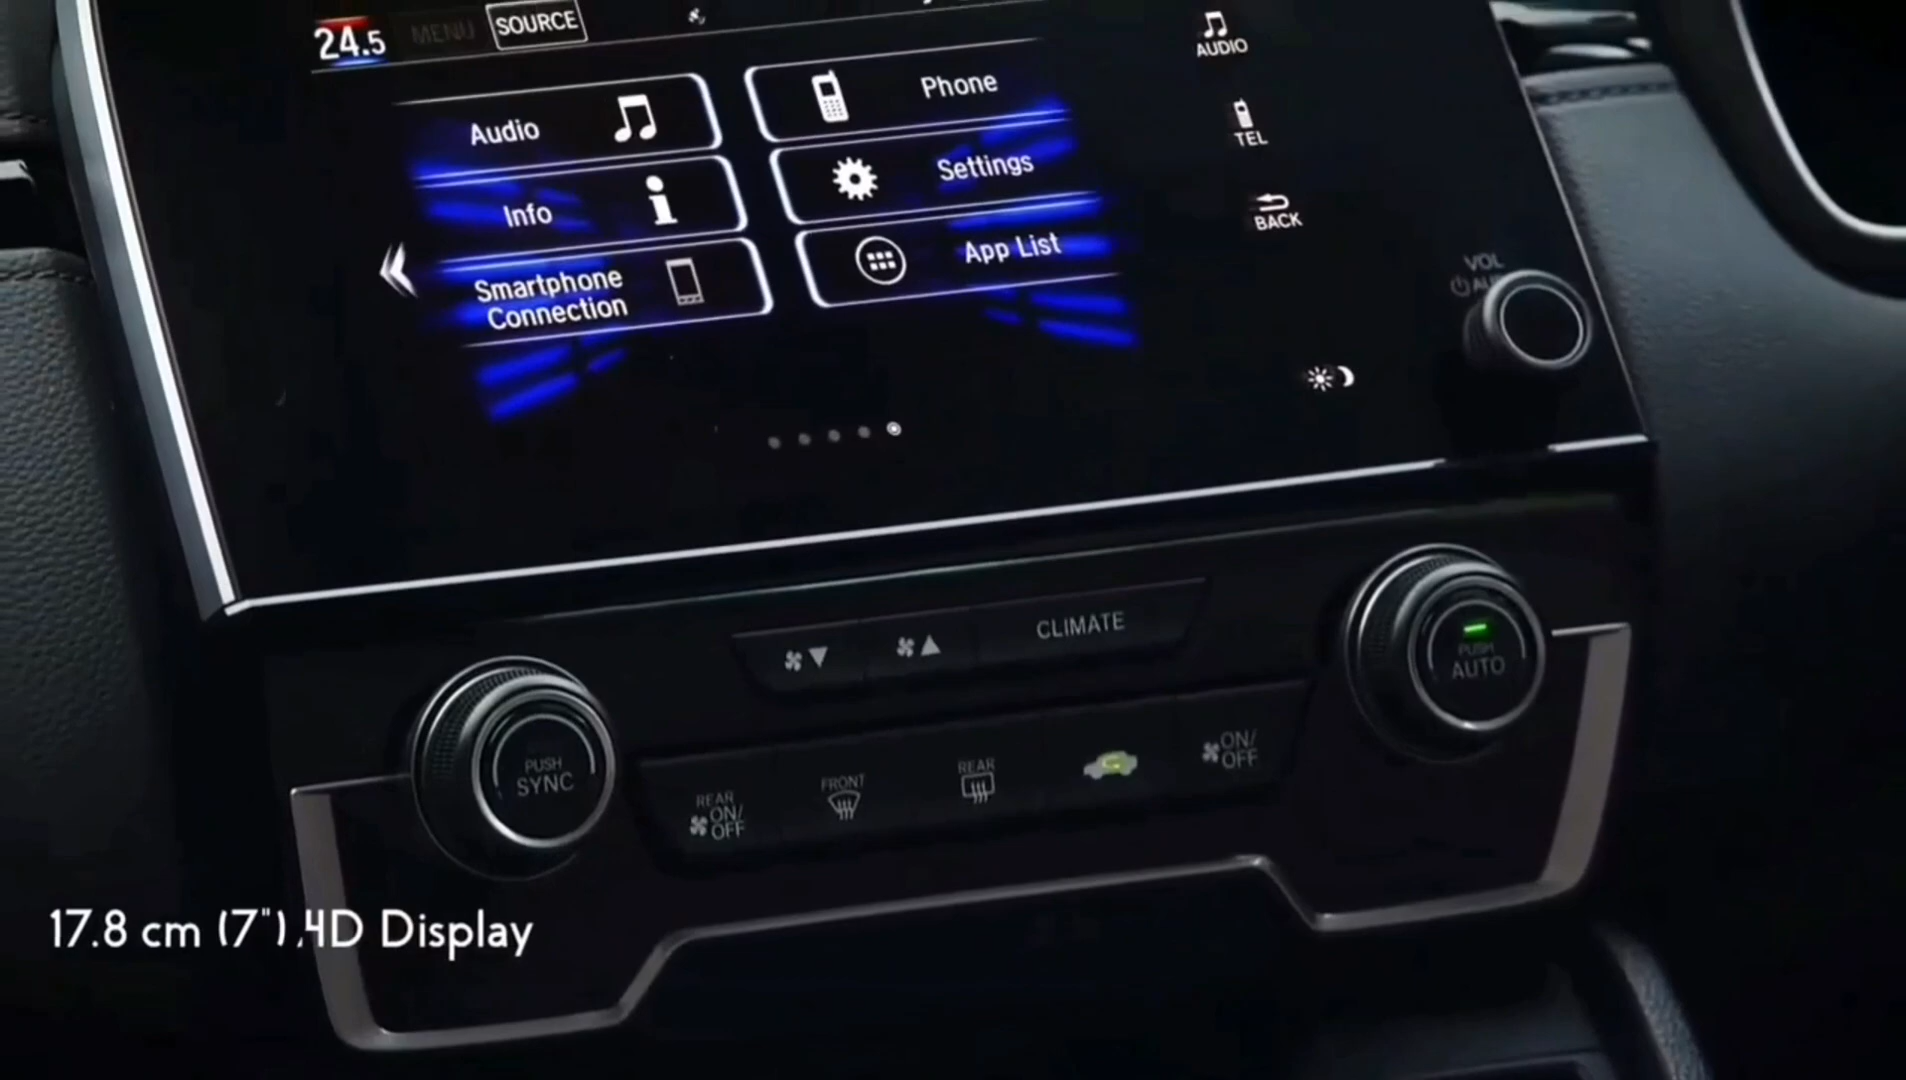 24.5 MENU SOURCE
AUDIO
Audio
Phone
TEL
Info
Settings
BACK
Smartphone
Connection
App List
VOL
CLIMATE
PUSH
AUTO
PUSH
SYNC
REAR
ON/
OFF
FRONT
REAR
ON/
OFF
17.8 cm (7") HD Display